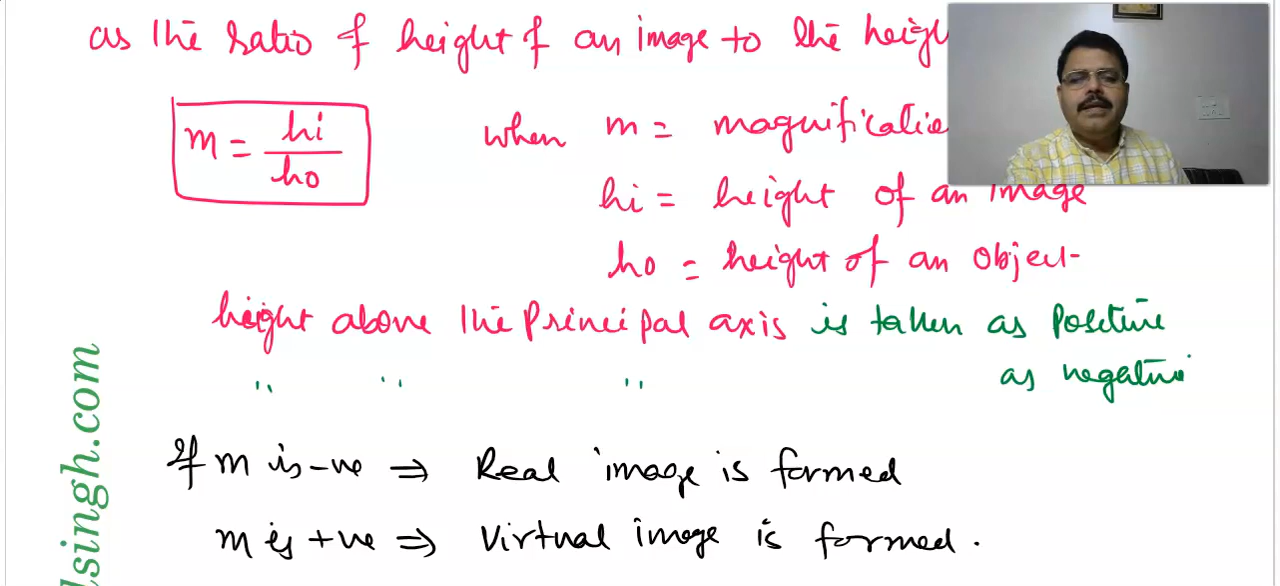 as the ratio of height of an image to the heigh
m = hi / ho
when m = magnificatio
hi = height of an image
ho = height of an object
height above the Principal axis is taken as positive
" " " as negative
If m is -ve ⇒ Real image is formed
m is +ve ⇒ Virtual image is formed.
lsingh.com